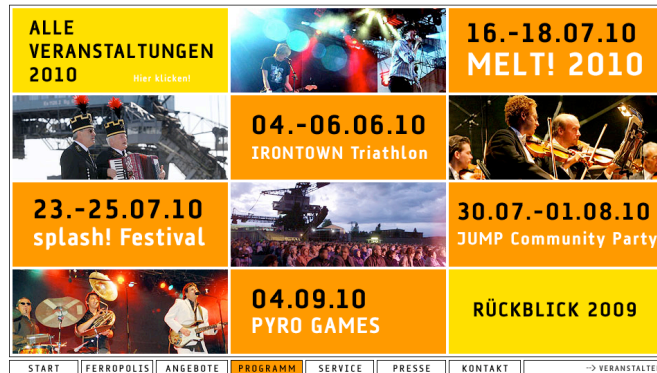 ALLE
VERANSTALTUNGEN
2010
Hier klicken!
16.-18.07.10
MELT! 2010
04.-06.06.10
IRONTOWN Triathlon
23.-25.07.10
splash! Festival
30.07.-01.08.10
JUMP Community Party
04.09.10
PYRO GAMES
RÜCKBLICK 2009
START FERROPOLIS ANGEBOTE PROGRAMM SERVICE PRESSE KONTAKT